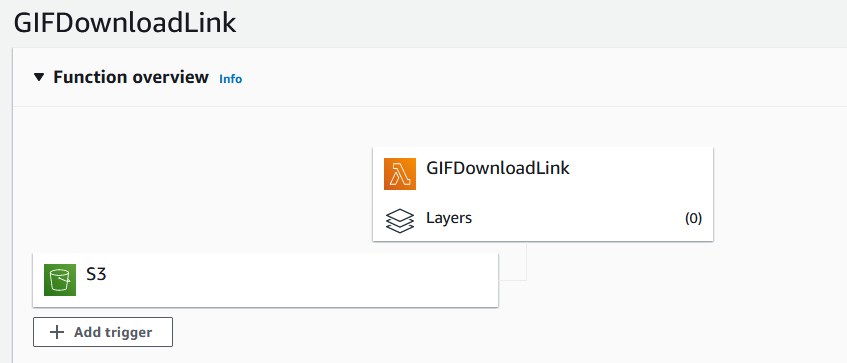 GIFDownloadLink
Function overview Info
GIFDownloadLink
Layers (0)
S3
Add trigger